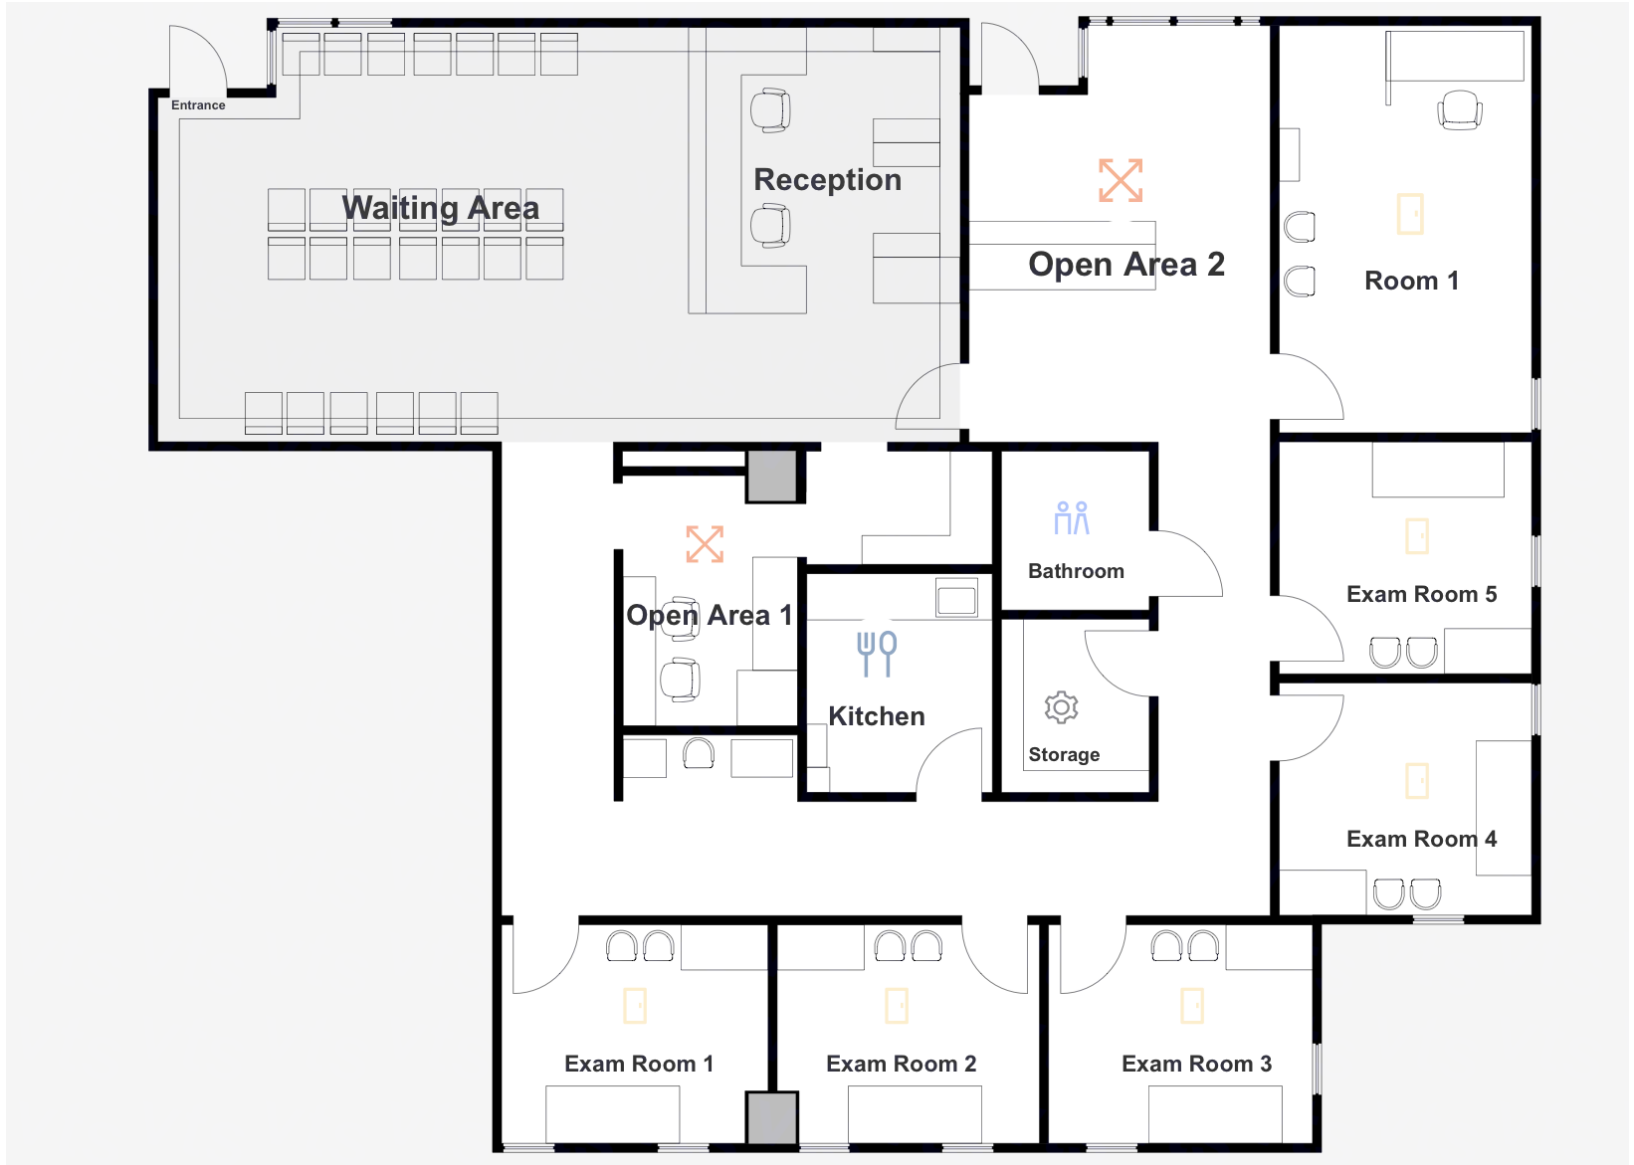 Entrance
Waiting Area
Reception
Open Area 2
Room 1
Open Area 1
Bathroom
Exam Room 5
Kitchen
Storage
Exam Room 4
Exam Room 1
Exam Room 2
Exam Room 3